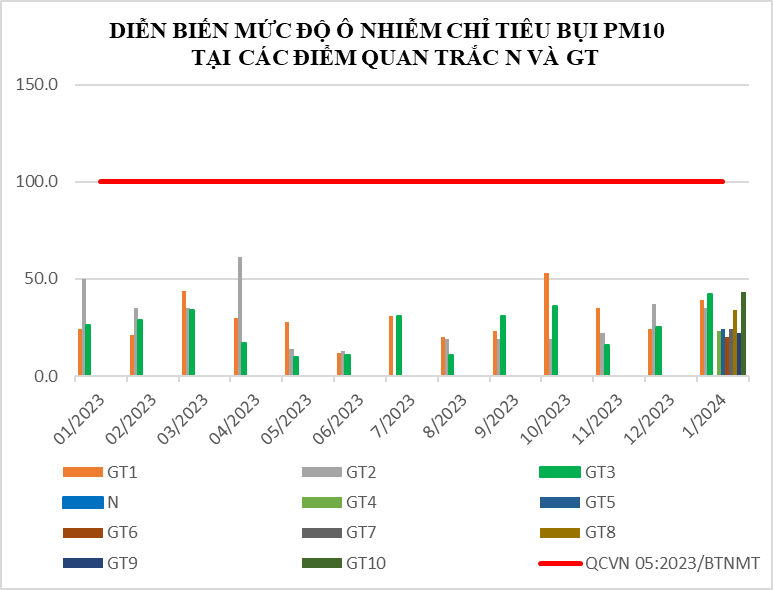 DIỄN BIẾN MỨC ĐỘ Ô NHIỄM CHỈ TIÊU BỤI PM10
TẠI CÁC ĐIỂM QUAN TRẮC N VÀ GT
150.0
100.0
50.0
0.0
01/2023
02/2023
03/2023
04/2023
05/2023
06/2023
7/2023
8/2023
9/2023
10/2023
11/2023
12/2023
1/2024
GT1 GT2 GT3
N GT4 GT5
GT6 GT7 GT8
GT9 GT10 QCVN 05:2023/BTNMT